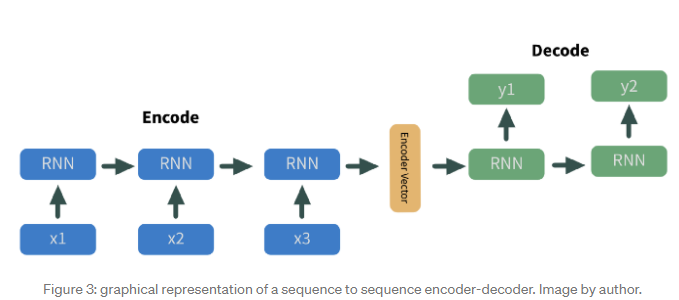 Decode
y1 y2
Encode
RNN RNN RNN Encoder Vector RNN RNN
x1 x2 x3
Figure 3: graphical representation of a sequence to sequence encoder-decoder. Image by author.